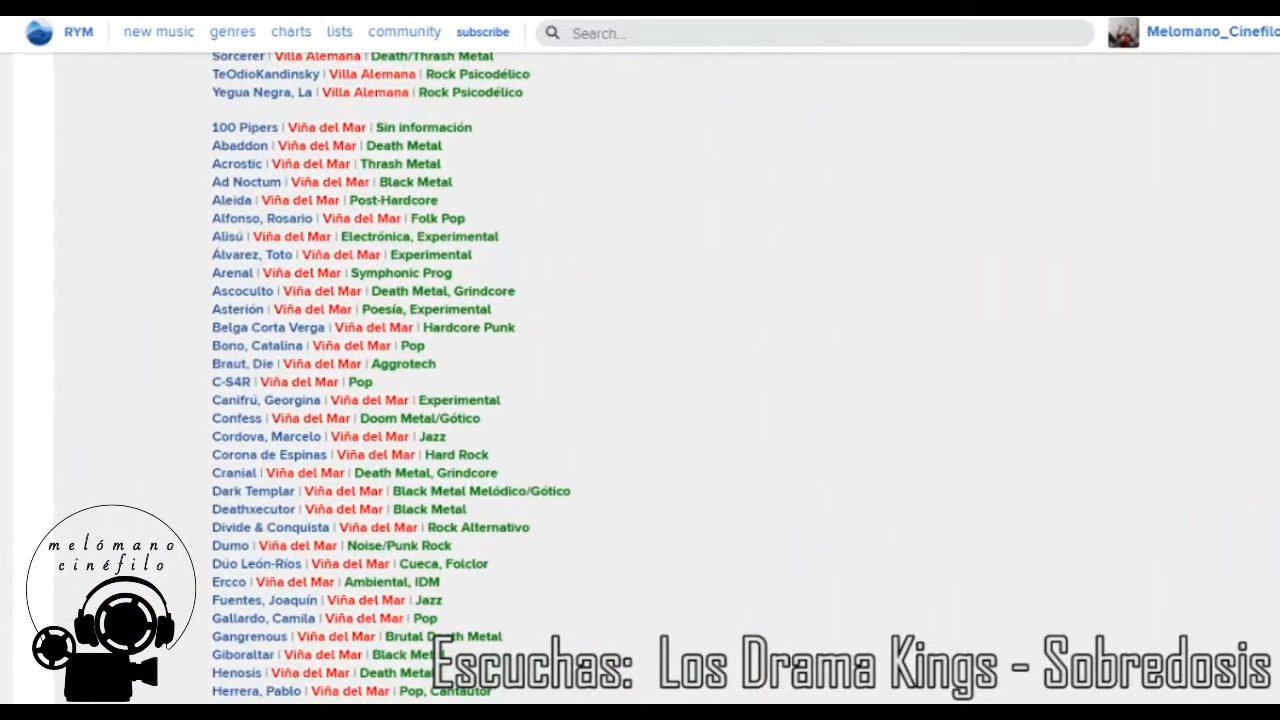 RYM new music genres charts lists community subscribe Search... Melomano_Cinefilo
Sorcerer | Villa Alemana | Death/Thrash Metal
TeOdioKandinsky | Villa Alemana | Rock Psicodélico
Yegua Negra, La | Villa Alemana | Rock Psicodélico
100 Pipers | Viña del Mar | Sin información
Abaddon | Viña del Mar | Death Metal
Acrostic | Viña del Mar | Thrash Metal
Ad Noctum | Viña del Mar | Black Metal
Aleida | Viña del Mar | Post-Hardcore
Alfonso, Rosario | Viña del Mar | Folk Pop
Alisú | Viña del Mar | Electrónica, Experimental
Álvarez, Toto | Viña del Mar | Experimental
Arenal | Viña del Mar | Symphonic Prog
Ascoculto | Viña del Mar | Death Metal, Grindcore
Asterión | Viña del Mar | Poesía, Experimental
Belga Corta Verga | Viña del Mar | Hardcore Punk
Bono, Catalina | Viña del Mar | Pop
Braut, Die | Viña del Mar | Aggrotech
C-S4R | Viña del Mar | Pop
Canifrú, Georgina | Viña del Mar | Experimental
Confess | Viña del Mar | Doom Metal/Gótico
Cordova, Marcelo | Viña del Mar | Jazz
Corona de Espinas | Viña del Mar | Hard Rock
Cranial | Viña del Mar | Death Metal, Grindcore
Dark Templar | Viña del Mar | Black Metal Melódico/Gótico
Deathxecutor | Viña del Mar | Black Metal
Divide & Conquista | Viña del Mar | Rock Alternativo
Dumo | Viña del Mar | Noise/Punk Rock
Dúo León-Ríos | Viña del Mar | Cueca, Folclor
Ercco | Viña del Mar | Ambiental, IDM
Fuentes, Joaquín | Viña del Mar | Jazz
Gallardo, Camila | Viña del Mar | Pop
Gangrenous | Viña del Mar | Brutal Death Metal
Giboraltar | Viña del Mar | Black Metal
Henosis | Viña del Mar | Death Metal
Herrera, Pablo | Viña del Mar | Pop, Cantautor
melómano
cinéfilo
Escuchas: Los Drama Kings - Sobredosis